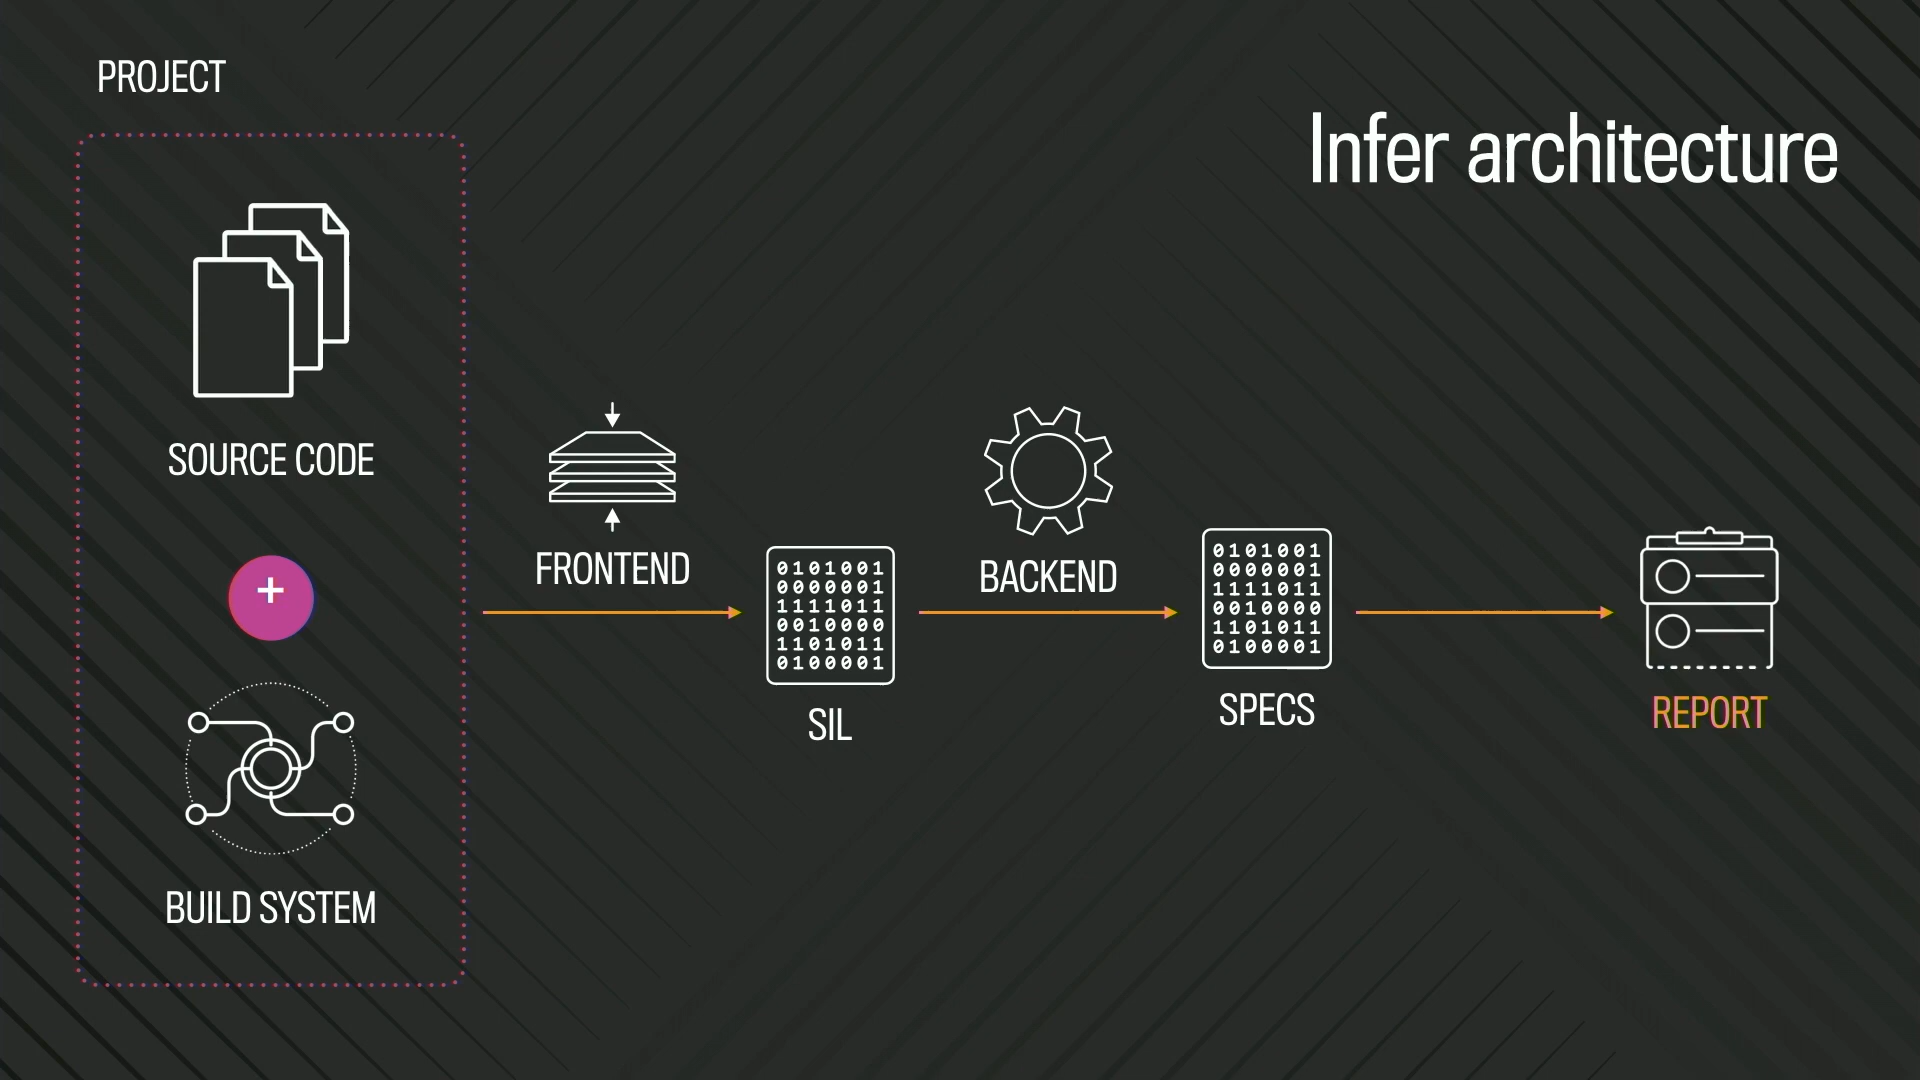 PROJECT
Infer architecture
SOURCE CODE
+
BUILD SYSTEM
FRONTEND
0101001
0000001
1111011
0010000
1101011
0100001
SIL
BACKEND
0101001
0000001
1111011
0010000
1101011
0100001
SPECS
REPORT